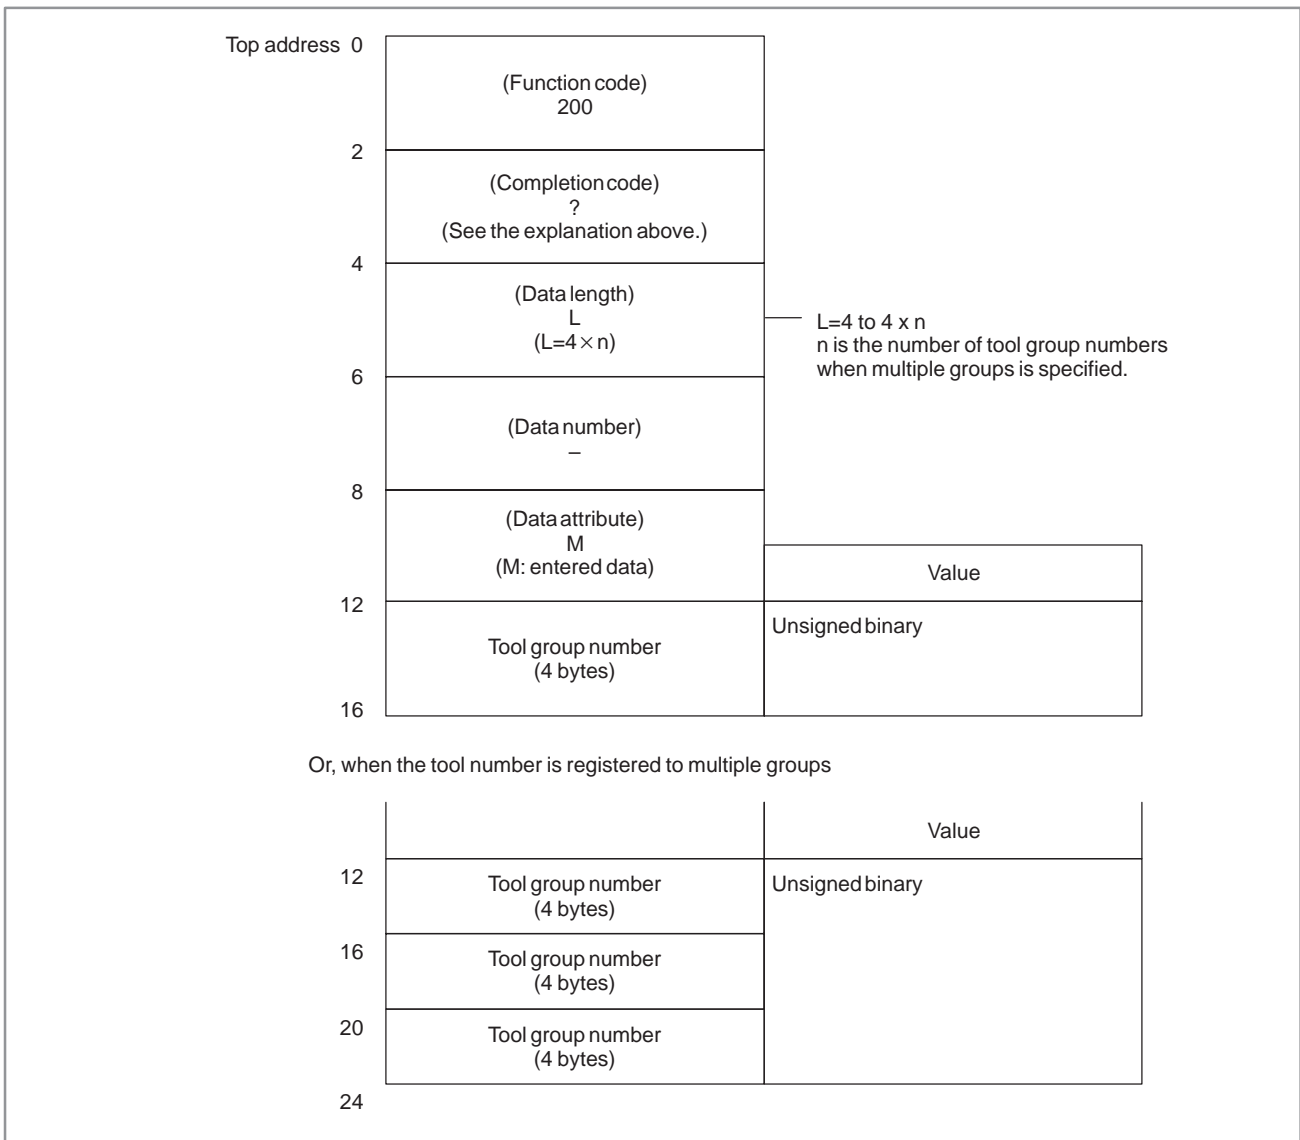 Top address 0
(Function code)
200
2
(Completion code)
?
(See the explanation above.)
4
(Data length)
L
(L=4×n)
L=4 to 4 x n
n is the number of tool group numbers
when multiple groups is specified.
6
(Data number)
–
8
(Data attribute)
M
(M: entered data)
Value
12
Tool group number
(4 bytes)
Unsigned binary
16
Or, when the tool number is registered to multiple groups
Value
12
Tool group number
(4 bytes)
Unsigned binary
16
Tool group number
(4 bytes)
20
Tool group number
(4 bytes)
24